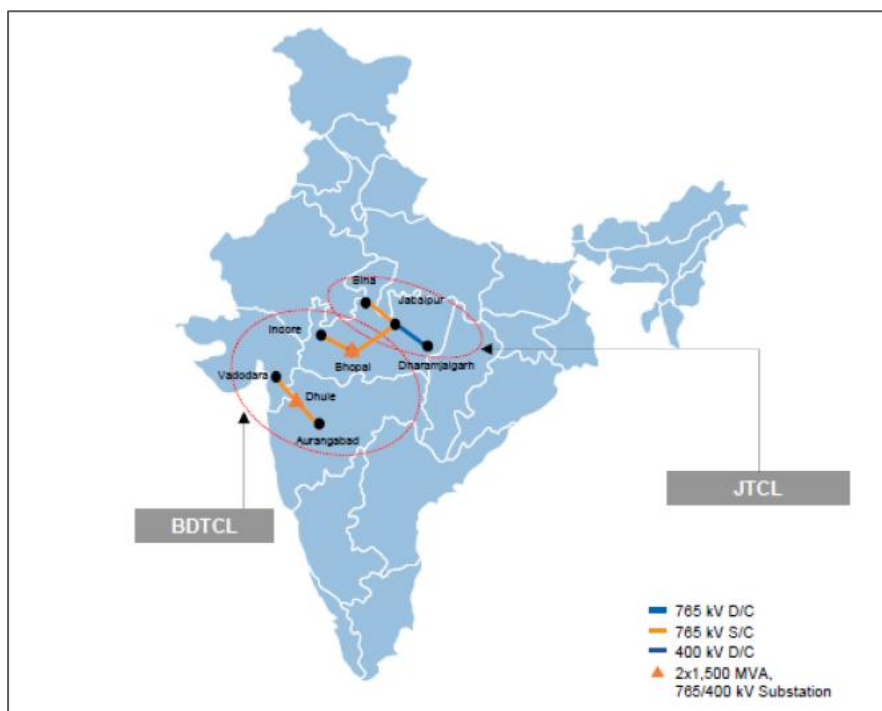 Bina
Jabalpur
Indore
Bhopal
Dharamjaigarh
Vadodara
Dhule
Aurangabad
JTCL
BDTCL
765 kV D/C
765 kV S/C
400 kV D/C
2x1,500 MVA,
765/400 kV Substation